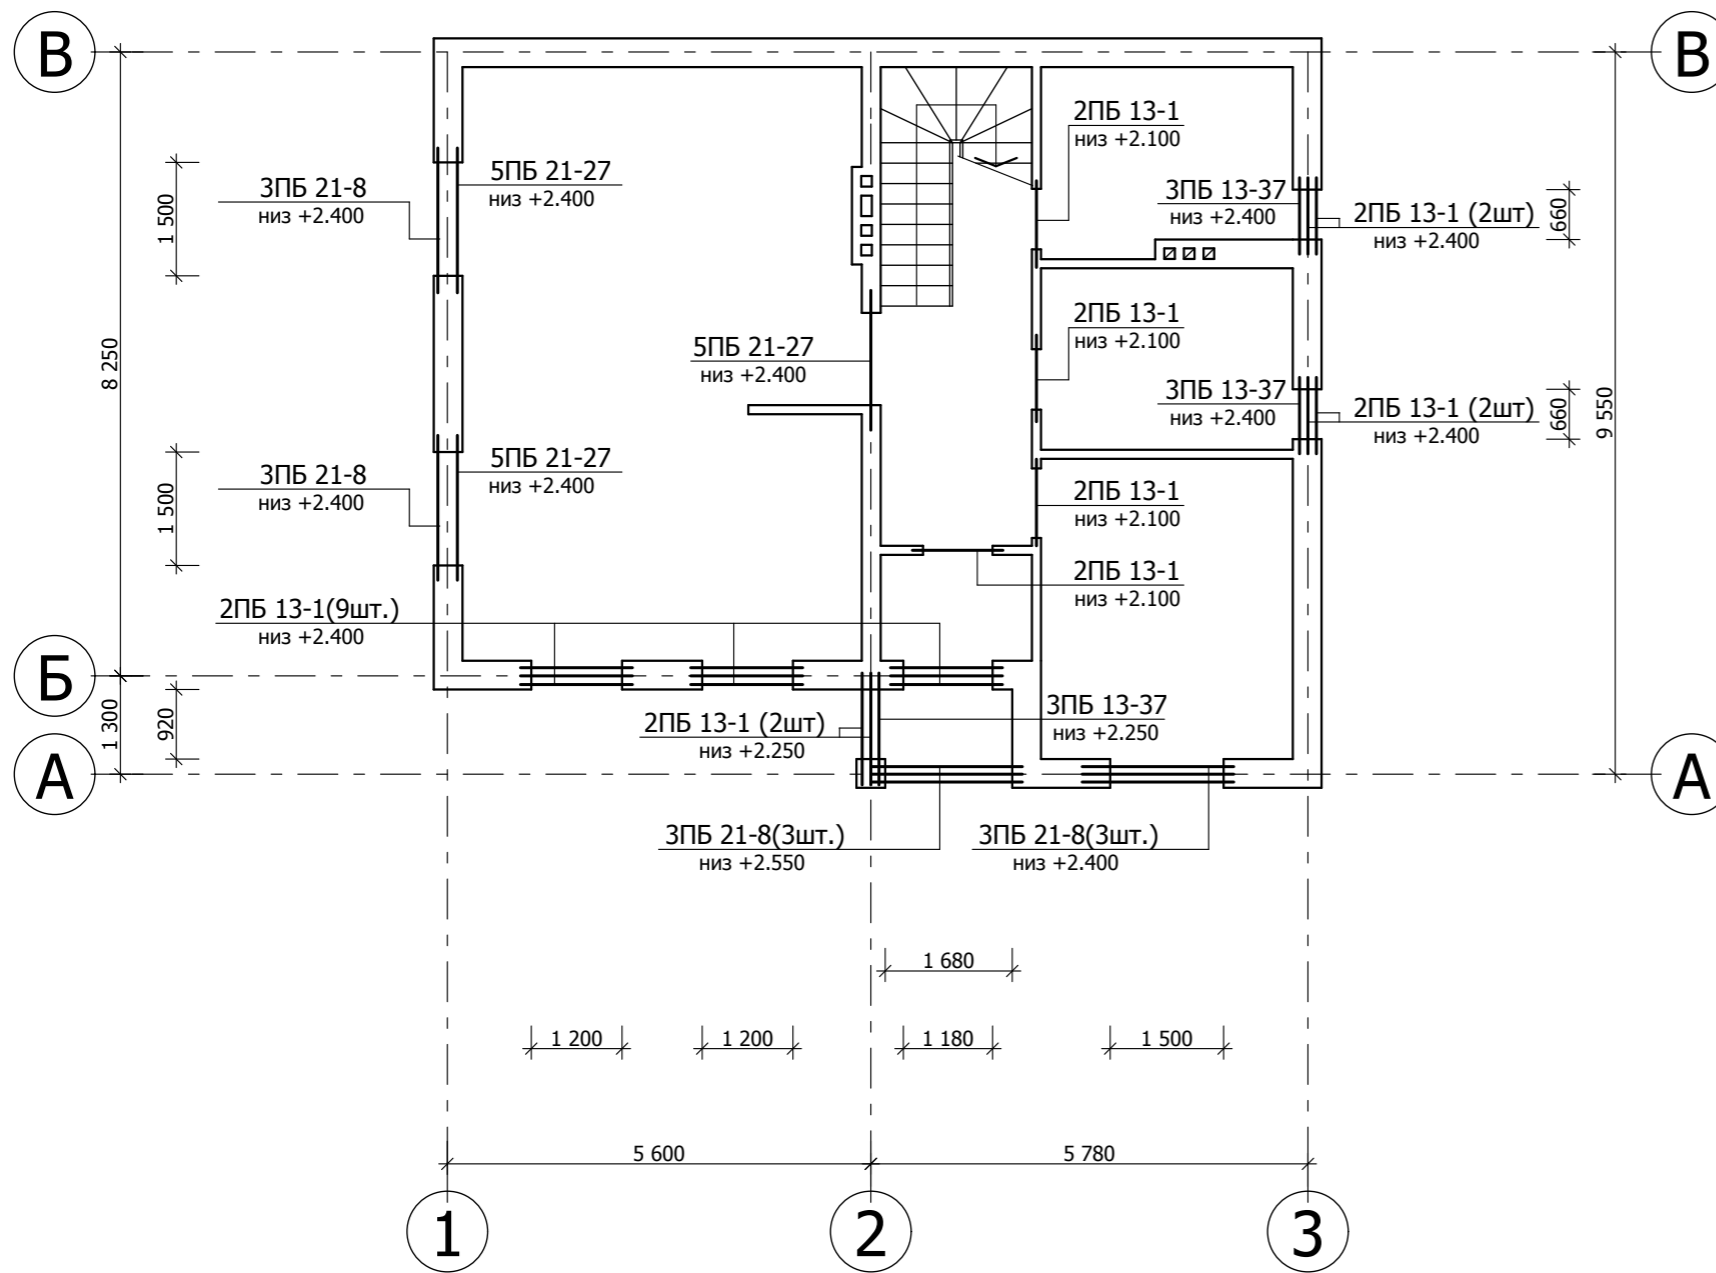 В
В
2ПБ 13-1
низ +2.100
5ПБ 21-27
низ +2.400
3ПБ 21-8
низ +2.400
3ПБ 13-37
низ +2.400
2ПБ 13-1 (2шт)
низ +2.400
1 500
660
2ПБ 13-1
низ +2.100
5ПБ 21-27
низ +2.400
8 250
3ПБ 13-37
низ +2.400
2ПБ 13-1 (2шт)
низ +2.400
660
9 550
5ПБ 21-27
низ +2.400
3ПБ 21-8
низ +2.400
1 500
2ПБ 13-1
низ +2.100
2ПБ 13-1
низ +2.100
2ПБ 13-1(9шт.)
низ +2.400
Б
1 300
920
2ПБ 13-1 (2шт)
низ +2.250
3ПБ 13-37
низ +2.250
А
А
3ПБ 21-8(3шт.)
низ +2.550
3ПБ 21-8(3шт.)
низ +2.400
1 680
1 200
1 200
1 180
1 500
5 600
5 780
1
2
3